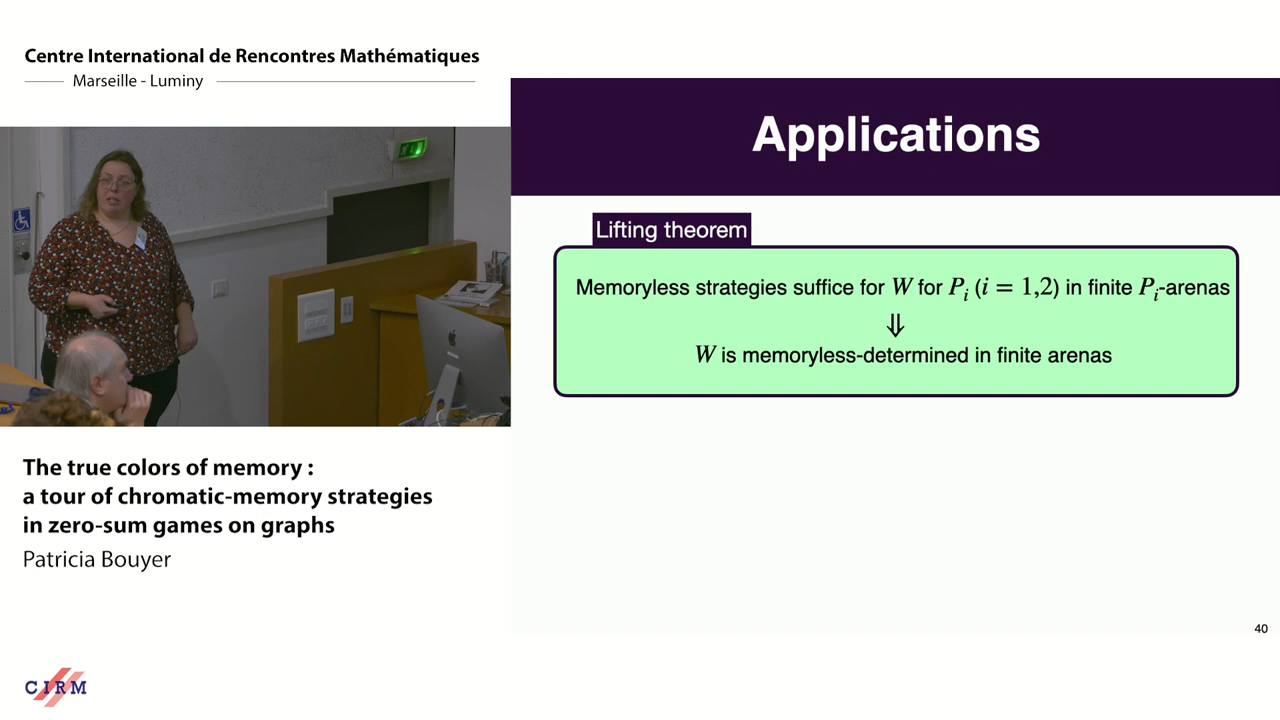 Centre International de Rencontres Mathématiques
Marseille - Luminy
Applications
Lifting theorem
Memoryless strategies suffice for W for P_i (i = 1,2) in finite P_i-arenas
⇓
W is memoryless-determined in finite arenas
The true colors of memory :
a tour of chromatic-memory strategies
in zero-sum games on graphs
Patricia Bouyer
40
CIRM